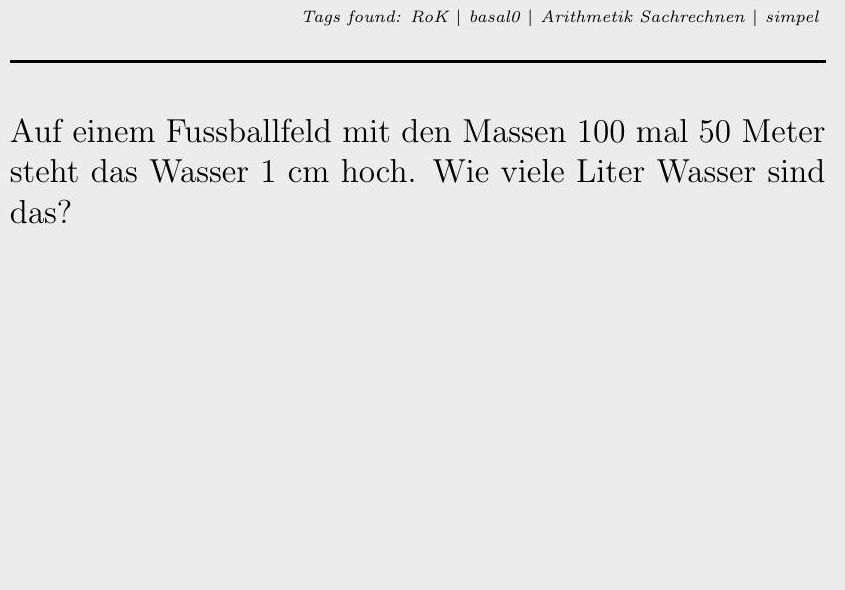 Tags found: RoK | basal0 | Arithmetik Sachrechnen | simpel
Auf einem Fussballfeld mit den Massen 100 mal 50 Meter
steht das Wasser 1 cm hoch. Wie viele Liter Wasser sind
das?